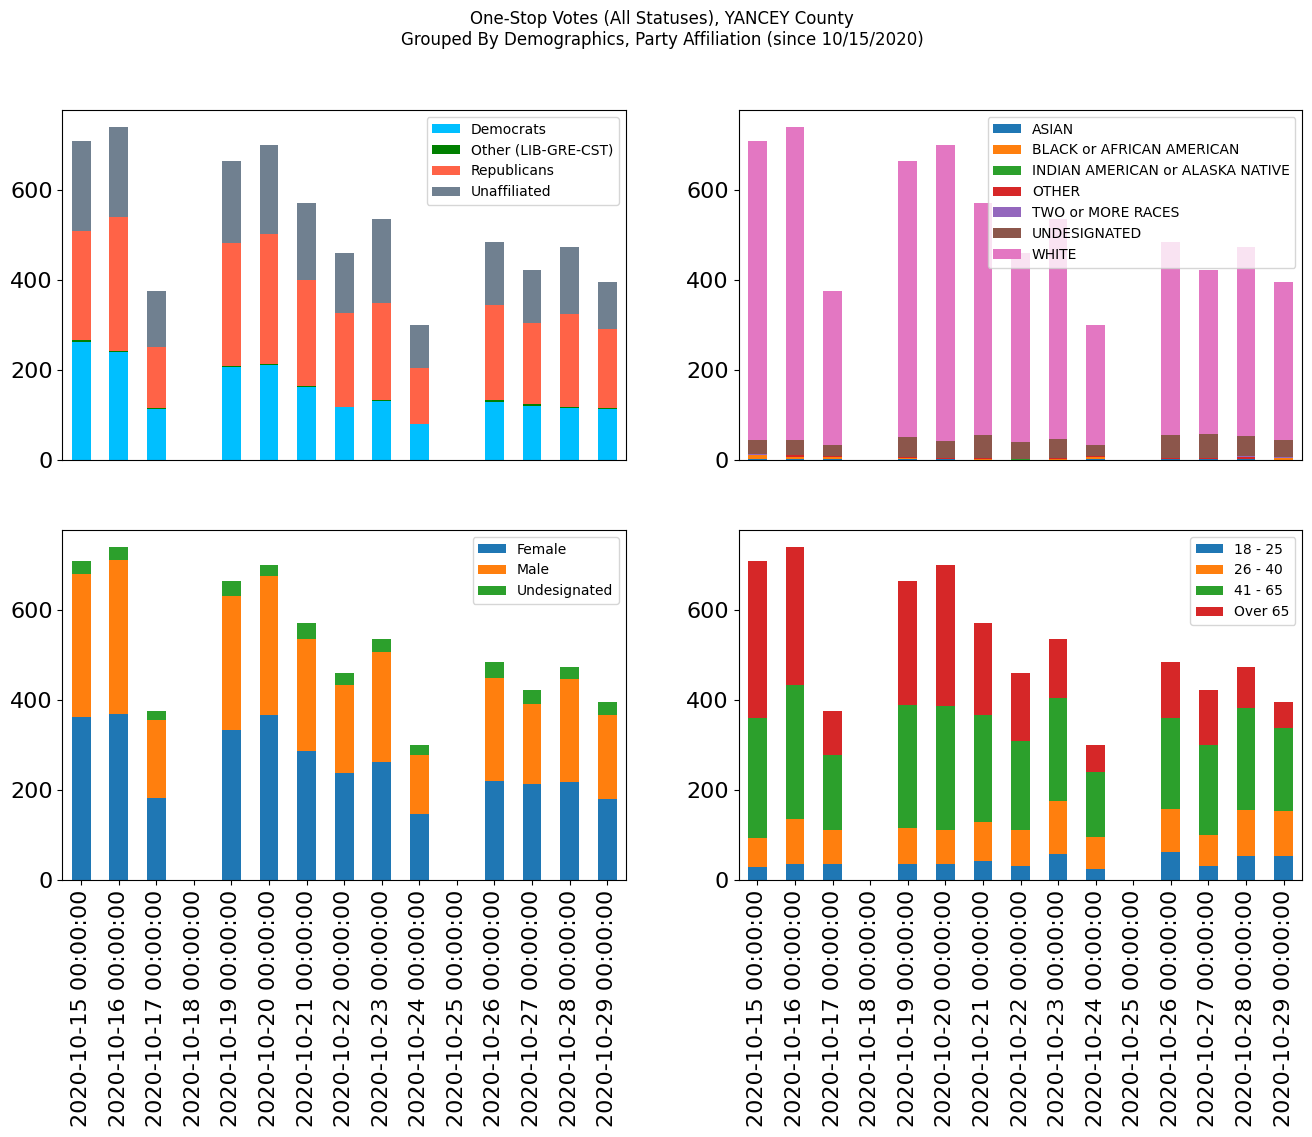 One-Stop Votes (All Statuses), YANCEY County
Grouped By Demographics, Party Affiliation (since 10/15/2020)
600
400
200
0
Democrats
Other (LIB-GRE-CST)
Republicans
Unaffiliated
600
400
200
0
ASIAN
BLACK or AFRICAN AMERICAN
INDIAN AMERICAN or ALASKA NATIVE
OTHER
TWO or MORE RACES
UNDESIGNATED
WHITE
600
400
200
0
Female
Male
Undesignated
2020-10-15 00:00:00
2020-10-16 00:00:00
2020-10-17 00:00:00
2020-10-18 00:00:00
2020-10-19 00:00:00
2020-10-20 00:00:00
2020-10-21 00:00:00
2020-10-22 00:00:00
2020-10-23 00:00:00
2020-10-24 00:00:00
2020-10-25 00:00:00
2020-10-26 00:00:00
2020-10-27 00:00:00
2020-10-28 00:00:00
2020-10-29 00:00:00
600
400
200
0
18 - 25
26 - 40
41 - 65
Over 65
2020-10-15 00:00:00
2020-10-16 00:00:00
2020-10-17 00:00:00
2020-10-18 00:00:00
2020-10-19 00:00:00
2020-10-20 00:00:00
2020-10-21 00:00:00
2020-10-22 00:00:00
2020-10-23 00:00:00
2020-10-24 00:00:00
2020-10-25 00:00:00
2020-10-26 00:00:00
2020-10-27 00:00:00
2020-10-28 00:00:00
2020-10-29 00:00:00